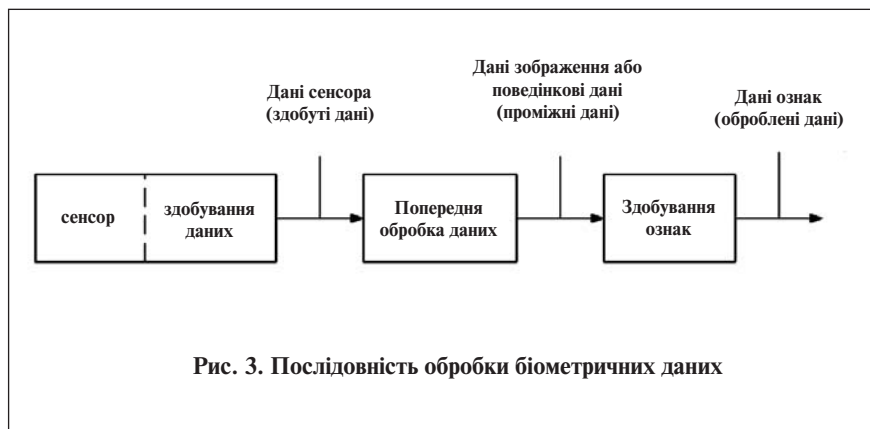 Дані сенсора
(здобуті дані)
Дані зображення або
поведінкові дані
(проміжні дані)
Дані ознак
(оброблені дані)
сенсор
здобування
даних
Попередня
обробка даних
Здобування
ознак
Рис. 3. Послідовність обробки біометричних даних